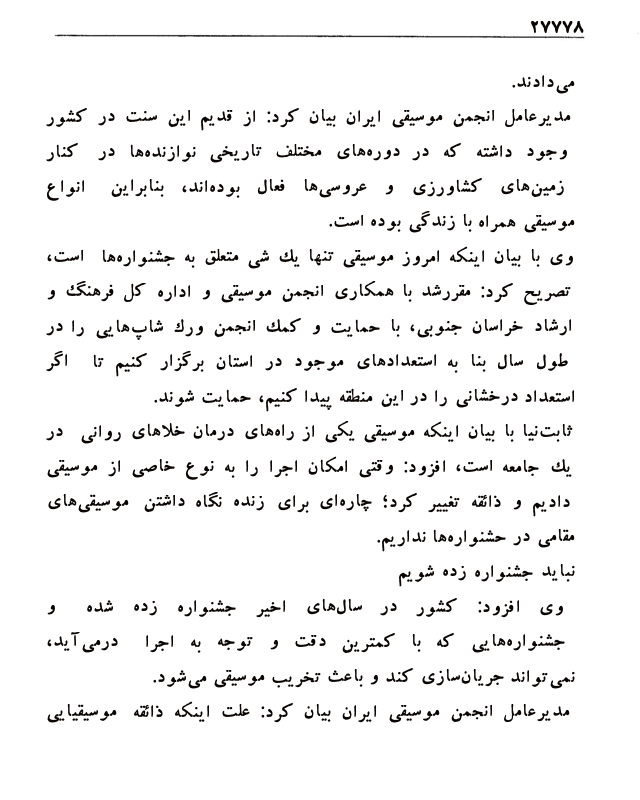 ۲۷۷۷۸
می‌دادند.
مدیرعامل انجمن موسیقی ایران بیان کرد: از قدیم این سنت در کشور
وجود داشته که در دوره‌های مختلف تاریخی نوازنده‌ها در کنار
زمین‌های کشاورزی و عروسی‌ها فعال بوده‌اند، بنابراین انواع
موسیقی همراه با زندگی بوده است.
وی با بیان اینکه امروز موسیقی تنها یك شی متعلق به جشنواره‌ها است،
تصریح کرد: مقررشد با همکاری انجمن موسیقی و اداره کل فرهنگ و
ارشاد خراسان جنوبی، با حمایت و کمك انجمن ورك شاپ‌هایی را در
طول سال بنا به استعدادهای موجود در استان برگزار کنیم تا اگر
استعداد درخشانی را در این منطقه پیدا کنیم، حمایت شوند.
ثابت‌نیا با بیان اینکه موسیقی یکی از راه‌های درمان خلاهای روانی در
یك جامعه است، افزود: وقتی امکان اجرا را به نوع خاصی از موسیقی
دادیم و ذائقه تغییر کرد؛ چاره‌ای برای زنده نگاه داشتن موسیقی‌های
مقامی در حشنواره‌ها نداریم.
نباید جشنواره زده شویم
وی افزود: کشور در سال‌های اخیر جشنواره زده شده و
جشنواره‌هایی که با کمترین دقت و توجه به اجرا درمی‌آید،
نمی‌تواند جریان‌سازی کند و باعث تخریب موسیقی می‌شود.
مدیرعامل انجمن موسیقی ایران بیان کرد: علت اینکه ذائقه موسیقیایی